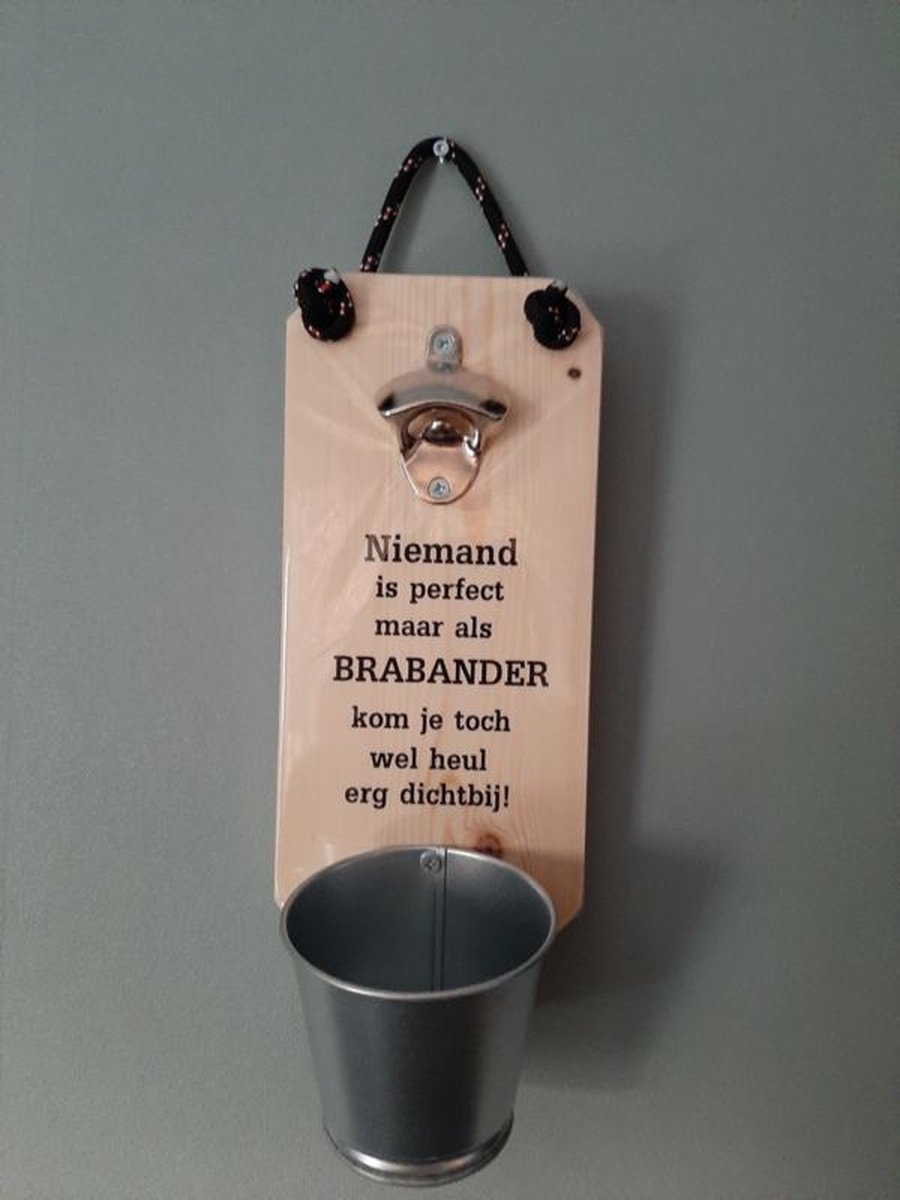 Niemand
is perfect
maar als
BRABANDER
kom je toch
wel heul
erg dichtbij!